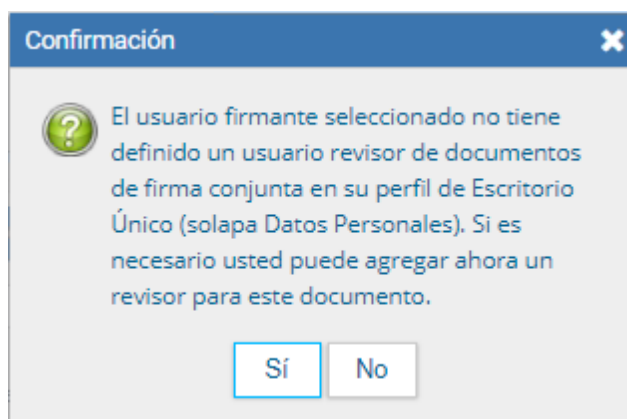 Confirmación
El usuario firmante seleccionado no tiene
definido un usuario revisor de documentos
de firma conjunta en su perfil de Escritorio
Único (solapa Datos Personales). Si es
necesario usted puede agregar ahora un
revisor para este documento.
Sí No